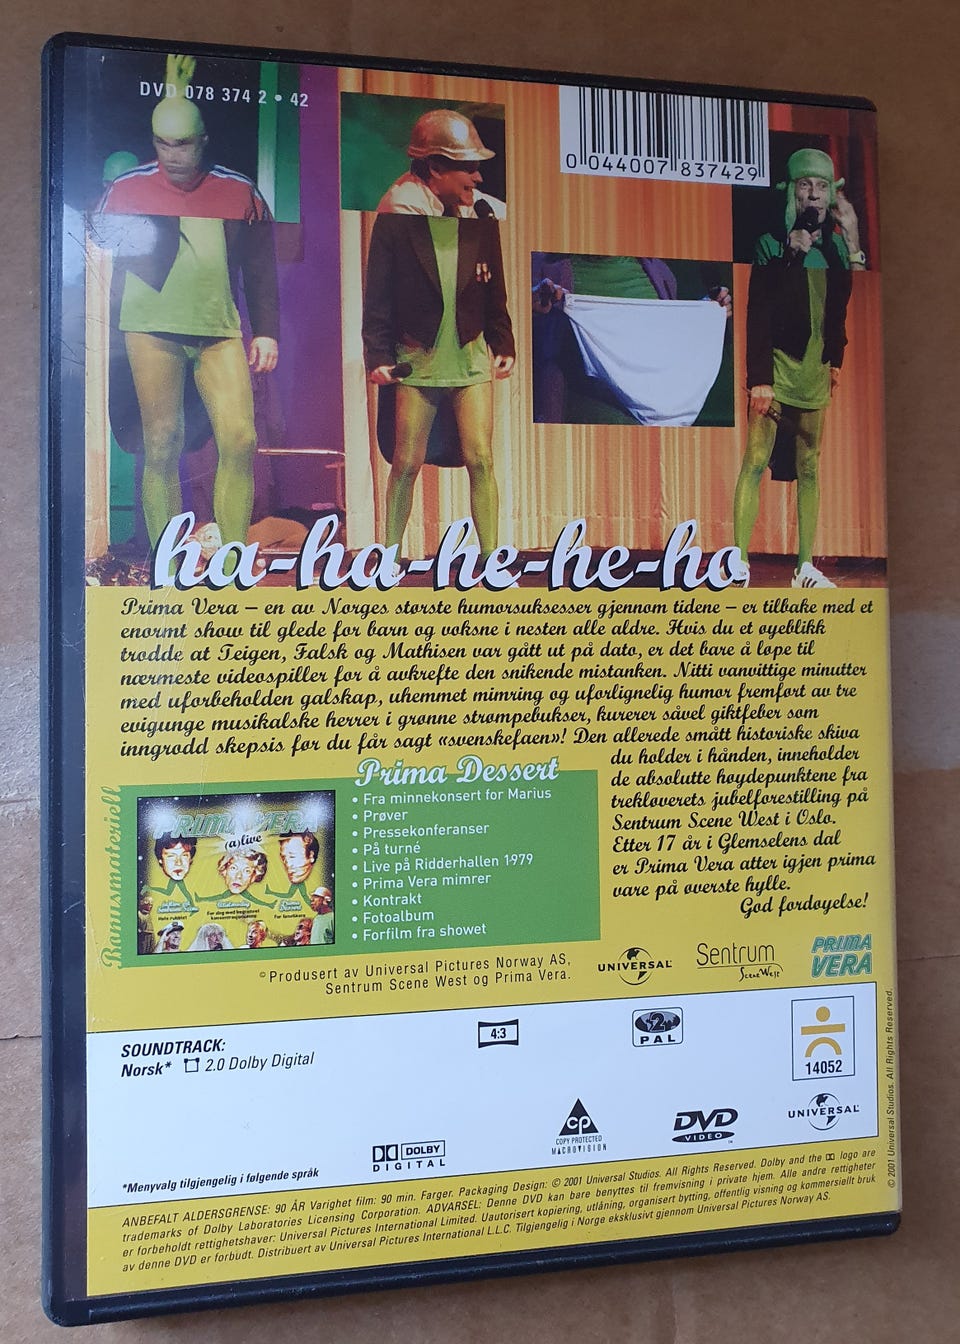 DVD 078 374 2 • 42
0 044007 837429
ha-ha-he-he-ho
Prima Vera – en av Norges største humorsuksesser gjennom tidene – er tilbake med et
enormt show til glede for barn og voksne i nesten alle aldre. Hvis du et øyeblikk
trodde at Teigen, Falsk og Mathisen var gått ut på dato, er det bare å løpe til
nærmeste videospiller for å avkrefte den snikende mistanken. Nitti vanvittige minutter
med uforbeholden galskap, uhemmet mimring og uforlignelig humor fremført av tre
evigunge musikalske herrer i grønne strømpebukser, kurerer såvel giktfeber som
inngrodd skepsis før du får sagt «svenskefaen»! Den allerede smått historiske skiva
du holder i hånden, inneholder
de absolutte høydepunktene fra
trekløverets jubelforestilling på
Sentrum Scene West i Oslo.
Etter 17 år i Glemselens dal
er Prima Vera atter igjen prima
vare på øverste hylle.
God fordøyelse!
Prima Dessert
• Fra minnekonsert for Marius
• Prøver
• Pressekonferanser
• På turné
• Live på Ridderhallen 1979
• Prima Vera mimrer
• Kontrakt
• Fotoalbum
• Forfilm fra showet
Bonusmateriell
PRIMA VERA
(a)live
©Produsert av Universal Pictures Norway AS,
Sentrum Scene West og Prima Vera.
UNIVERSAL
Sentrum
Scene West
PRIMA
VERA
SOUNDTRACK:
Norsk* 2.0 Dolby Digital
4:3
2
PAL
14052
*Menyvalg tilgjengelig i følgende språk
DOLBY
DIGITAL
CP
COPY PROTECTED
MACROVISION
DVD
VIDEO
UNIVERSAL
© 2001 Universal Studios. All Rights Reserved.
ANBEFALT ALDERSGRENSE: 90 ÅR Varighet film: 90 min. Farger. Packaging Design: © 2001 Universal Studios. All Rights Reserved. Dolby and the logo are
trademarks of Dolby Laboratories Licensing Corporation. ADVARSEL: Denne DVD kan bare benyttes til fremvisning i private hjem. Alle andre rettigheter
er forbeholdt rettighetshaver: Universal Pictures International Limited. Uautorisert kopiering, utlåning, organisert bytting, offentlig visning og kommersiell bruk
av denne DVD er forbudt. Distribuert av Universal Pictures International L.L.C. Tilgjengelig i Norge eksklusivt gjennom Universal Pictures Norway AS.